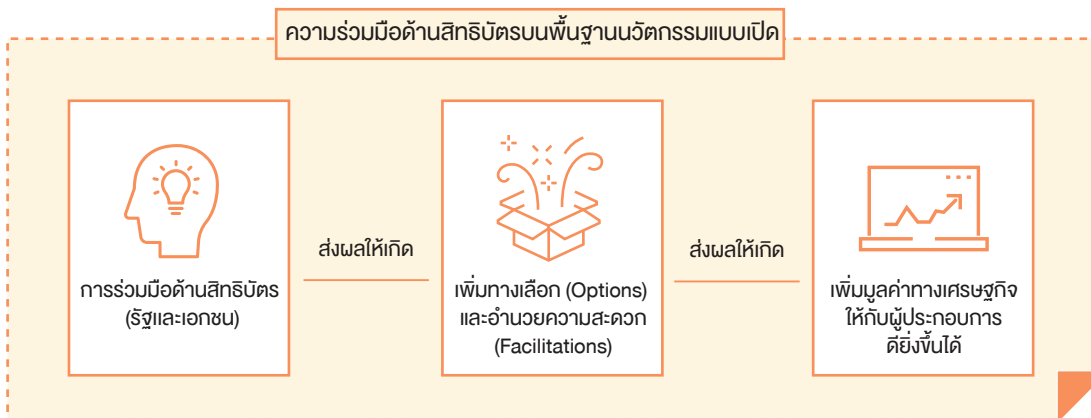 ความร่วมมือด้านสิทธิบัตรบนพื้นฐานนวัตกรรมแบบเปิด
การร่วมมือด้านสิทธิบัตร
(รัฐและเอกชน)
ส่งผลให้เกิด
เพิ่มทางเลือก (Options)
และอำนวยความสะดวก
(Facilitations)
ส่งผลให้เกิด
เพิ่มมูลค่าทางเศรษฐกิจ
ให้กับผู้ประกอบการ
ดียิ่งขึ้นได้